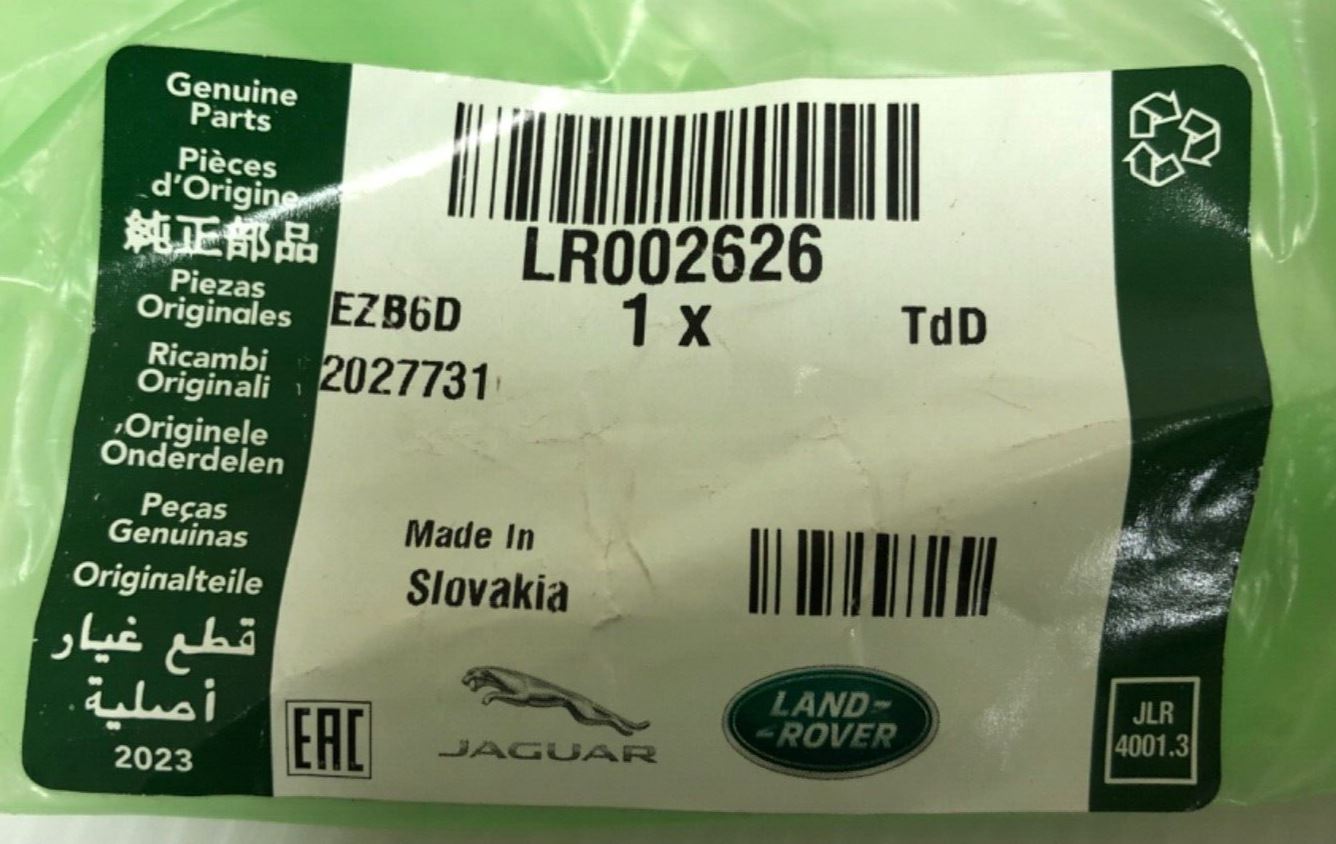 Genuine
Parts
Pièces
d'Origine
純正部品
Piezas
Originales
Ricambi
Originali
Originele
Onderdelen
Peças
Genuínas
Originalteile
قطع غيار
أصلية
2023
LR002626
EZB6D 1 x TdD
2027731
Made In
Slovakia
EAC
JAGUAR
LAND-
-ROVER
JLR
4001.3